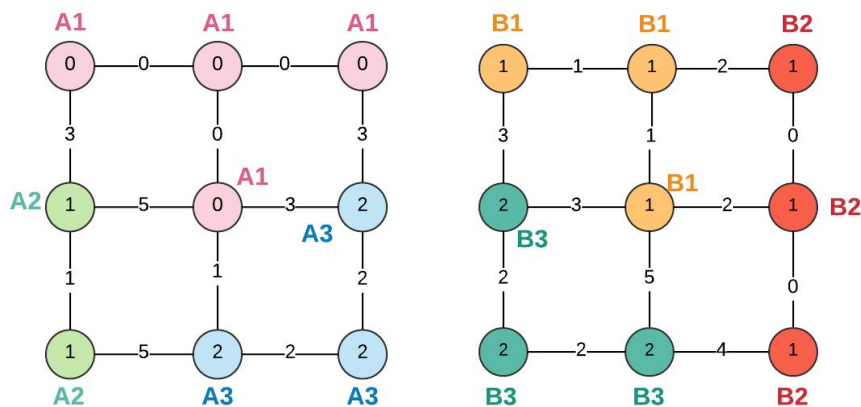 A1 A1 A1 B1 B1 B2
0 0 0 0 0 1 1 1 2 1
3 0 3 3 1 0
A1 B1
A2 1 5 0 3 2 2 3 1 2 1 B2
A3 B3
1 1 2 2 5 0
1 5 2 2 2 2 2 2 4 1
A2 A3 A3 B3 B3 B2